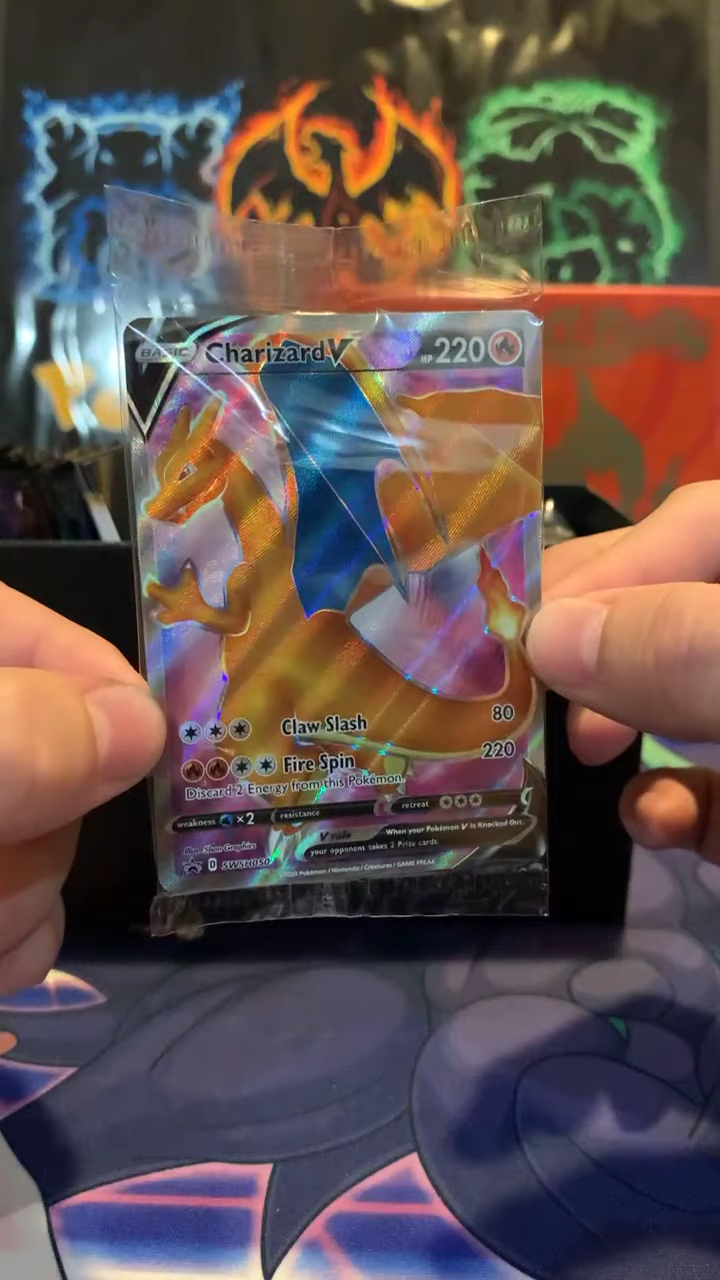 BASIC Charizard V HP 220
Claw Slash 80
Fire Spin 220
Discard 2 Energy from this Pokémon.
weakness ×2 resistance retreat
V rule When your Pokémon V is Knocked Out,
your opponent takes 2 Prize cards.
Illus. 5ban Graphics
D SWSH050 ©2020 Pokémon / Nintendo / Creatures / GAME FREAK